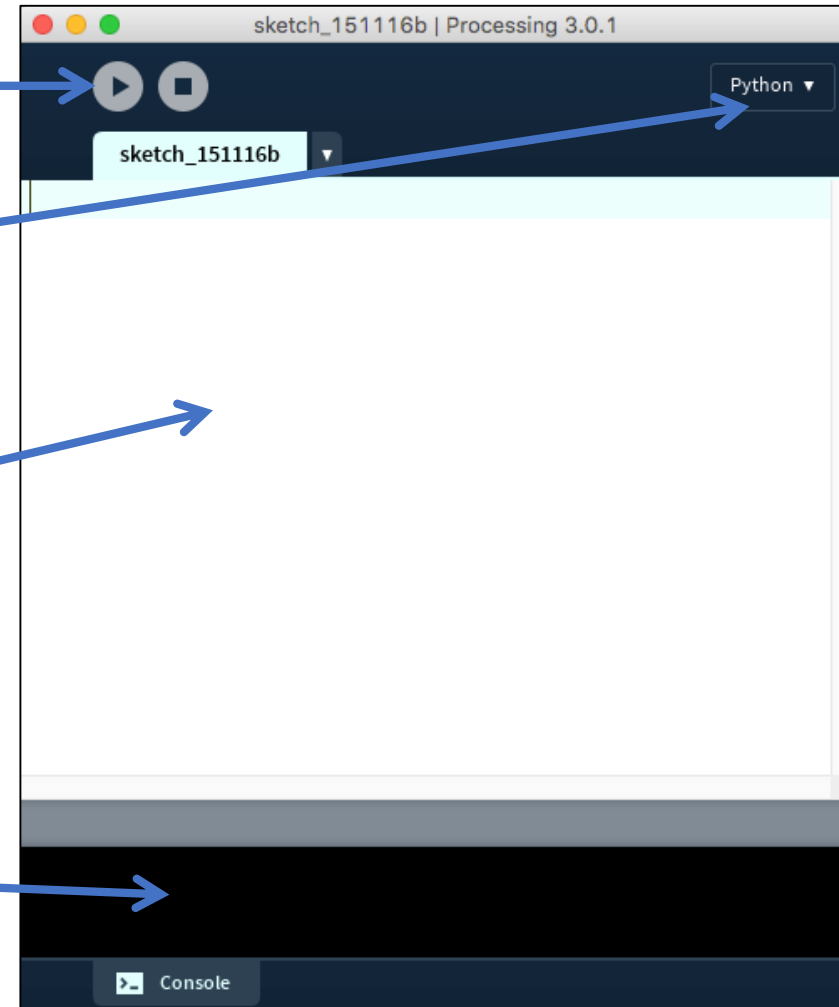 sketch_151116b | Processing 3.0.1
Python ▼
sketch_151116b ▼
>_ Console